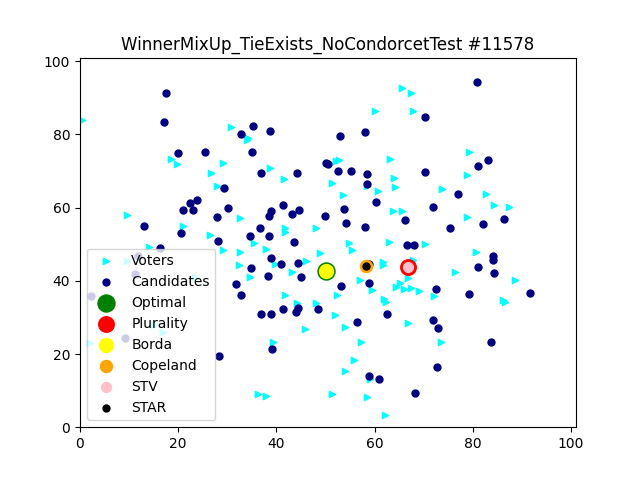 WinnerMixUp_TieExists_NoCondorcetTest #11578
100
80
60
40
20
0
Voters
Candidates
Optimal
Plurality
Borda
Copeland
STV
STAR
0 20 40 60 80 100